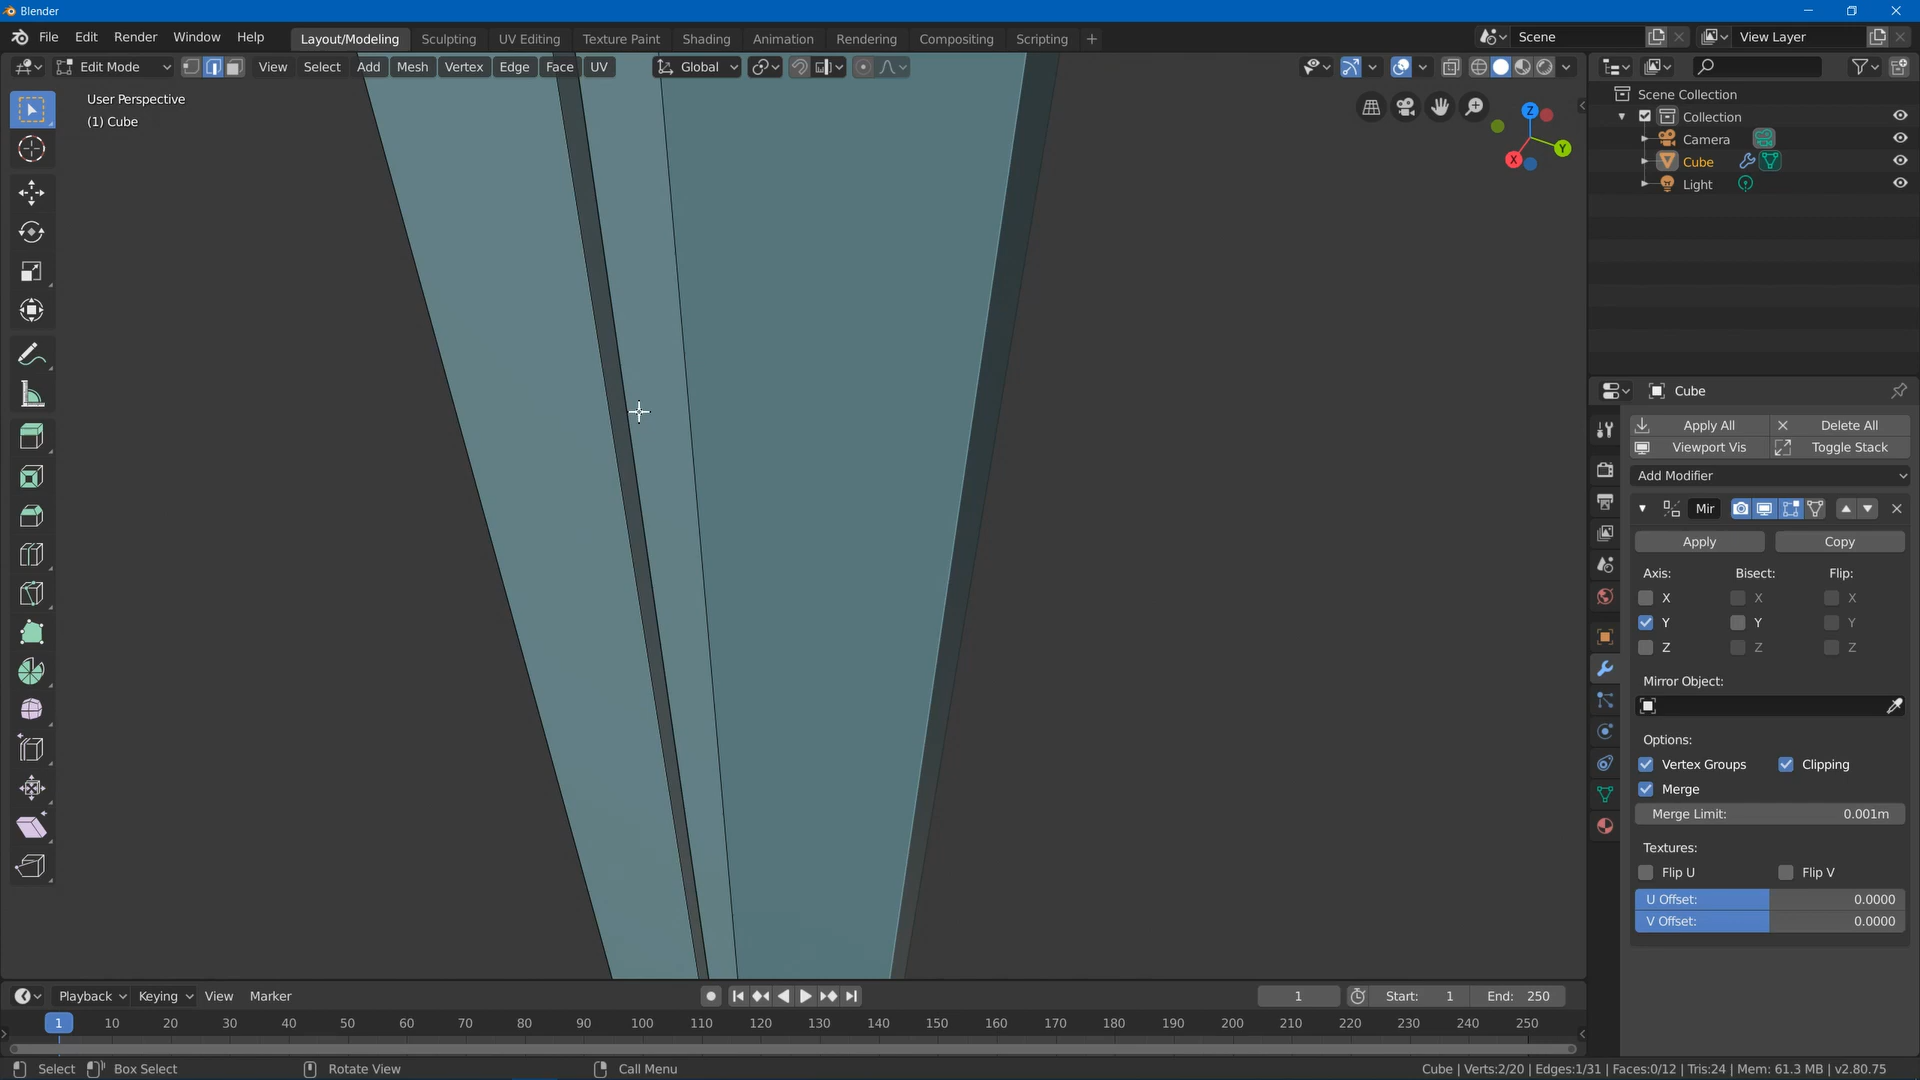 Blender
File Edit Render Window Help Layout/Modeling Sculpting UV Editing Texture Paint Shading Animation Rendering Compositing Scripting + Scene View Layer
Edit Mode View Select Add Mesh Vertex Edge Face UV Global
User Perspective
(1) Cube
Z
Y
X
Scene Collection
Collection
Camera
Cube
Light
Cube
Apply All Delete All
Viewport Vis Toggle Stack
Add Modifier
Mir
Apply Copy
Axis: Bisect: Flip:
X X X
Y Y Y
Z Z Z
Mirror Object:
Options:
Vertex Groups Clipping
Merge
Merge Limit: 0.001m
Textures:
Flip U Flip V
U Offset: 0.0000
V Offset: 0.0000
Playback Keying View Marker 1 Start: 1 End: 250
1 10 20 30 40 50 60 70 80 90 100 110 120 130 140 150 160 170 180 190 200 210 220 230 240 250
Select Box Select Rotate View Call Menu Cube | Verts:2/20 | Edges:1/31 | Faces:0/12 | Tris:24 | Mem: 61.3 MB | v2.80.75